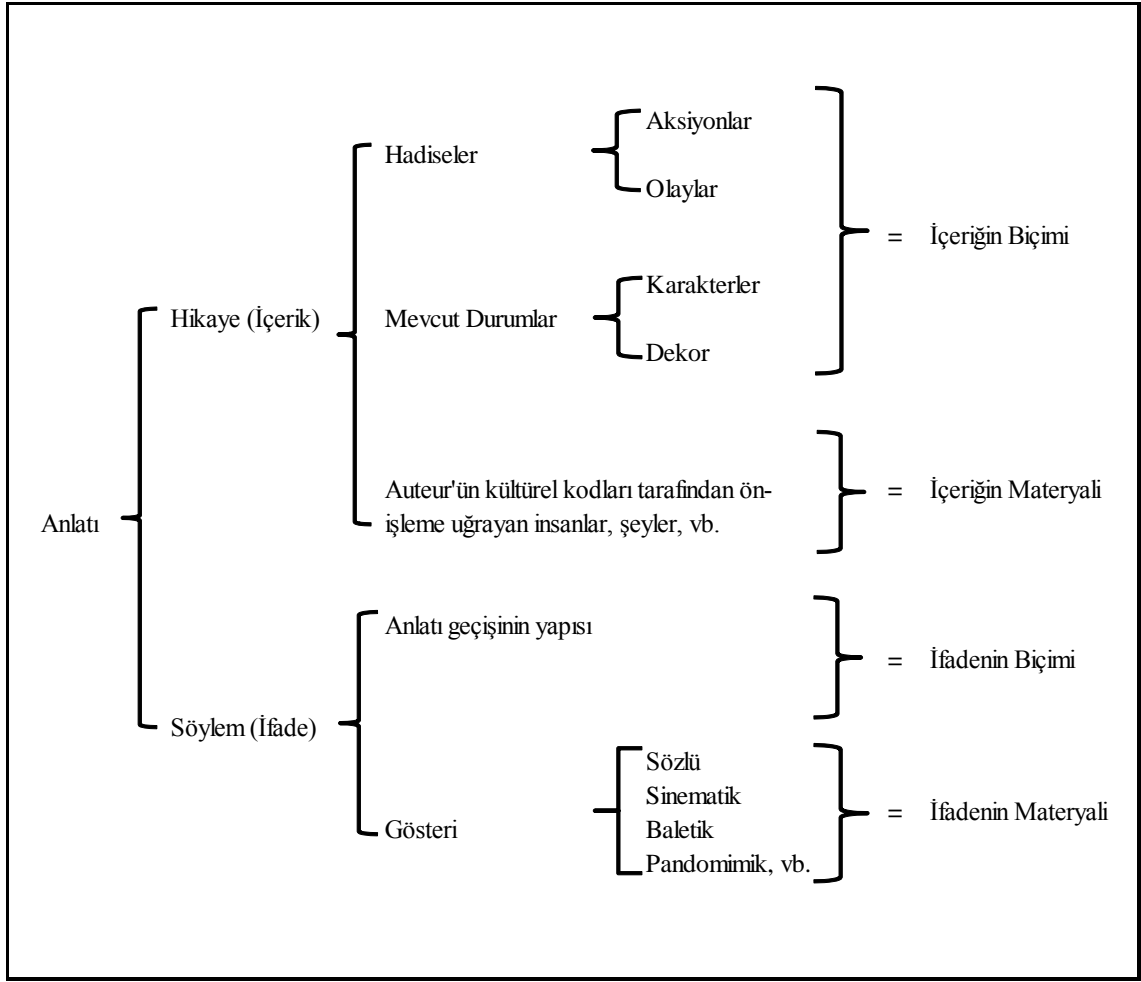 Aksiyonlar
Hadiseler
Olaylar
= İçeriğin Biçimi
Karakterler
Hikaye (İçerik)
Mevcut Durumlar
Dekor
Auteur'ün kültürel kodları tarafından ön-
işleme uğrayan insanlar, şeyler, vb.
= İçeriğin Materyali
Anlatı
Anlatı geçişinin yapısı
= İfadenin Biçimi
Söylem (İfade)
Sözlü
Sinematik
Baletik
Pandomimik, vb.
Gösteri
= İfadenin Materyali